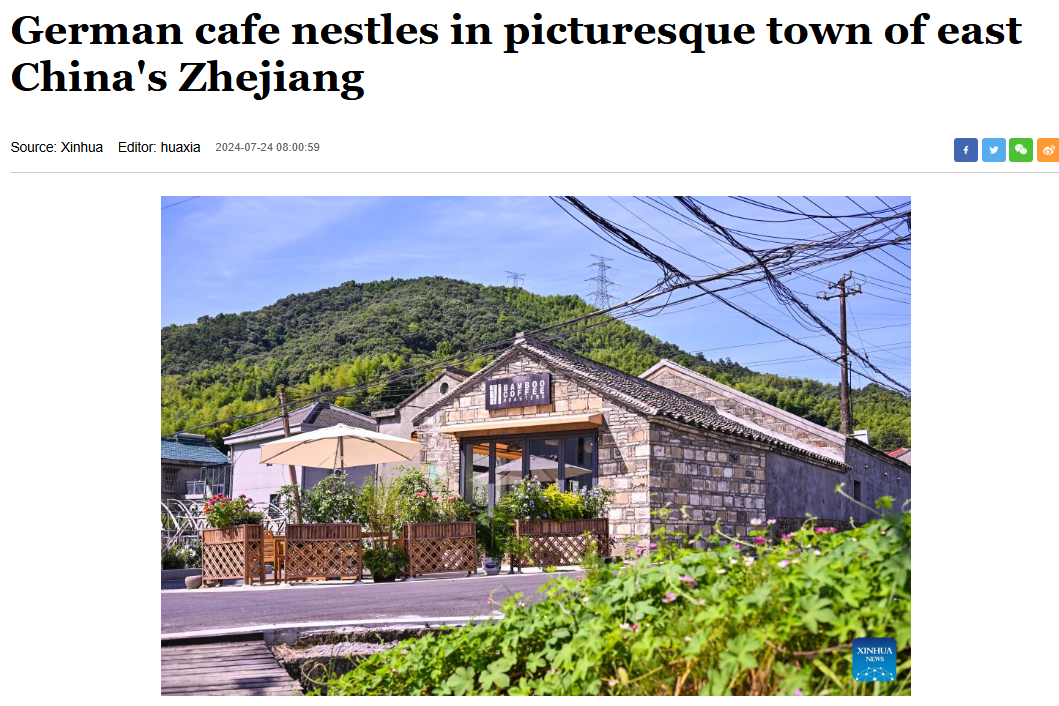 German cafe nestles in picturesque town of east
China's Zhejiang
Source: Xinhua Editor: huaxia 2024-07-24 08:00:59
BAMBOO
COFFEE
ROASTERS
XINHUA
NEWS